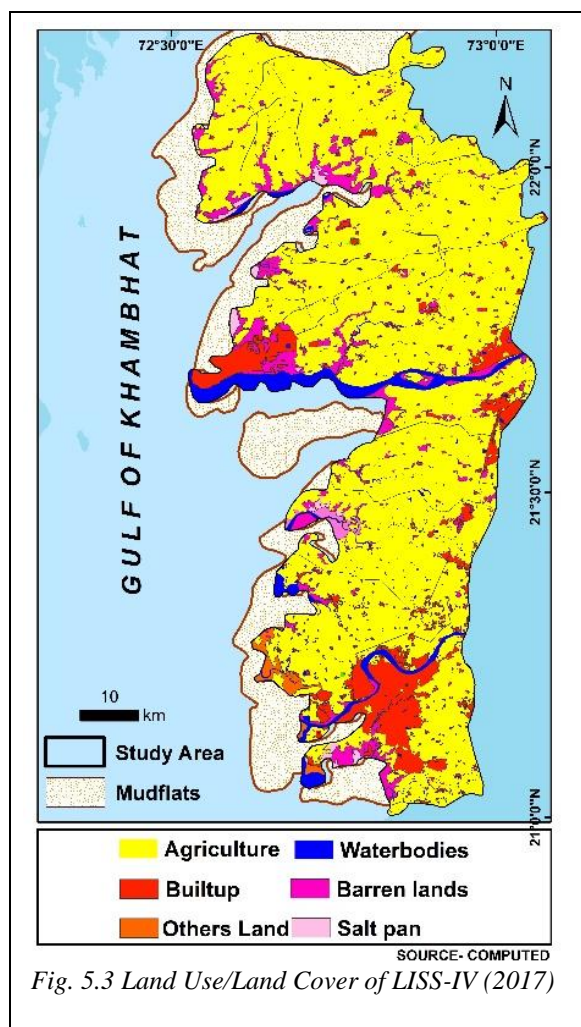 72°30'0"E
73°0'0"E
N
22°0'0"N
GULF OF KHAMBHAT
21°30'0"N
10
km
Study Area
Mudflats
21°0'0"N
Agriculture
Waterbodies
Builtup
Barren lands
Others Land
Salt pan
SOURCE- COMPUTED
Fig. 5.3 Land Use/Land Cover of LISS-IV (2017)